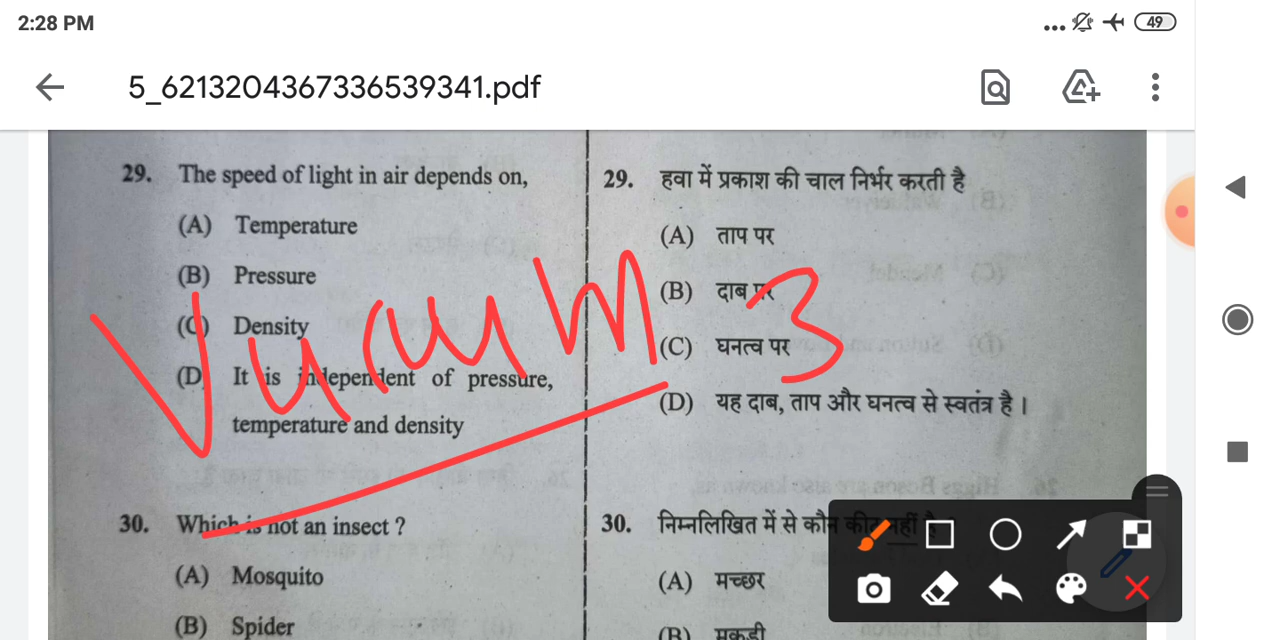 2:28 PM
49
5_6213204367336539341.pdf
29. The speed of light in air depends on,
(A) Temperature
(B) Pressure
(C) Density
(D) It is independent of pressure,
temperature and density
30. Which is not an insect ?
(A) Mosquito
(B) Spider
29. हवा में प्रकाश की चाल निर्भर करती है
(A) ताप पर
(B) दाब पर
(C) घनत्व पर
(D) यह दाब, ताप और घनत्व से स्वतंत्र है ।
30. निम्नलिखित में से कौन कीट नहीं है ?
(A) मच्छर
(B) मकड़ी
3